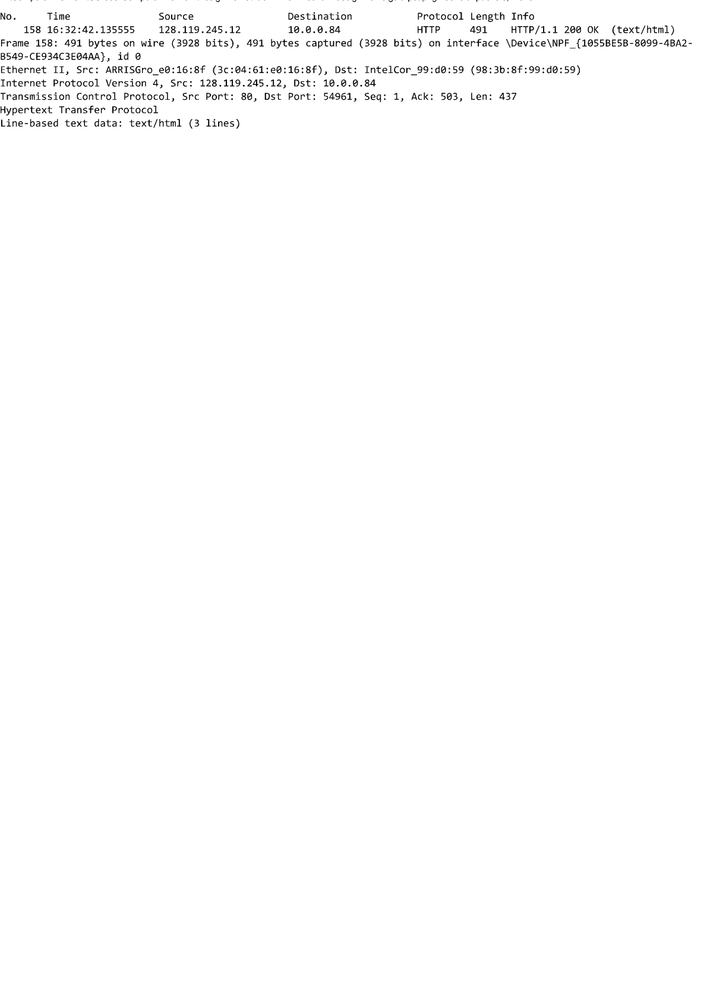 No.     Time                   Source                Destination           Protocol Length Info
    158 16:32:42.135555    128.119.245.12        10.0.0.84             HTTP     491    HTTP/1.1 200 OK  (text/html)
Frame 158: 491 bytes on wire (3928 bits), 491 bytes captured (3928 bits) on interface \Device\NPF_{1055BE5B-8099-4BA2-
B549-CE934C3E04AA}, id 0
Ethernet II, Src: ARRISGro_e0:16:8f (3c:04:61:e0:16:8f), Dst: IntelCor_99:d0:59 (98:3b:8f:99:d0:59)
Internet Protocol Version 4, Src: 128.119.245.12, Dst: 10.0.0.84
Transmission Control Protocol, Src Port: 80, Dst Port: 54961, Seq: 1, Ack: 503, Len: 437
Hypertext Transfer Protocol
Line-based text data: text/html (3 lines)